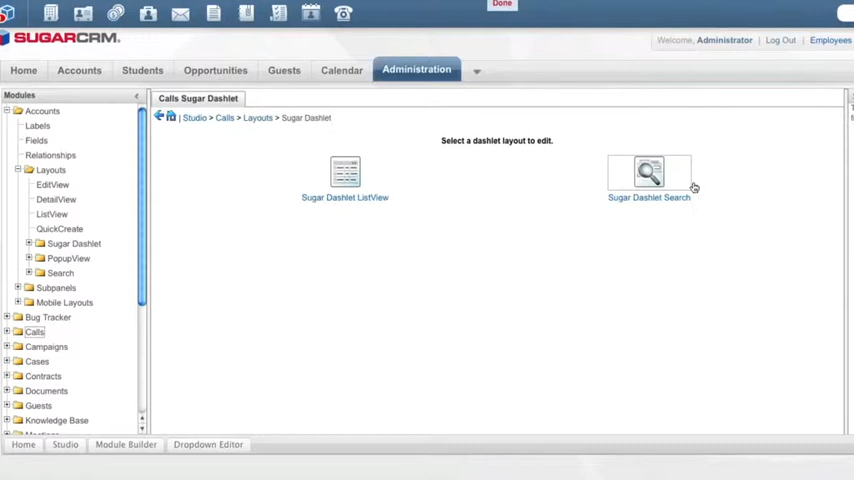 Done
SUGARCRM.
Welcome, Administrator | Log Out | Employees
Home Accounts Students Opportunities Guests Calendar Administration
Modules
Accounts
Labels
Fields
Relationships
Layouts
EditView
DetailView
ListView
QuickCreate
Sugar Dashlet
PopupView
Search
Subpanels
Mobile Layouts
Bug Tracker
Calls
Campaigns
Cases
Contracts
Documents
Guests
Knowledge Base
Calls Sugar Dashlet
| Studio > Calls > Layouts > Sugar Dashlet
Select a dashlet layout to edit.
Sugar Dashlet ListView
Sugar Dashlet Search
Home Studio Module Builder Dropdown Editor